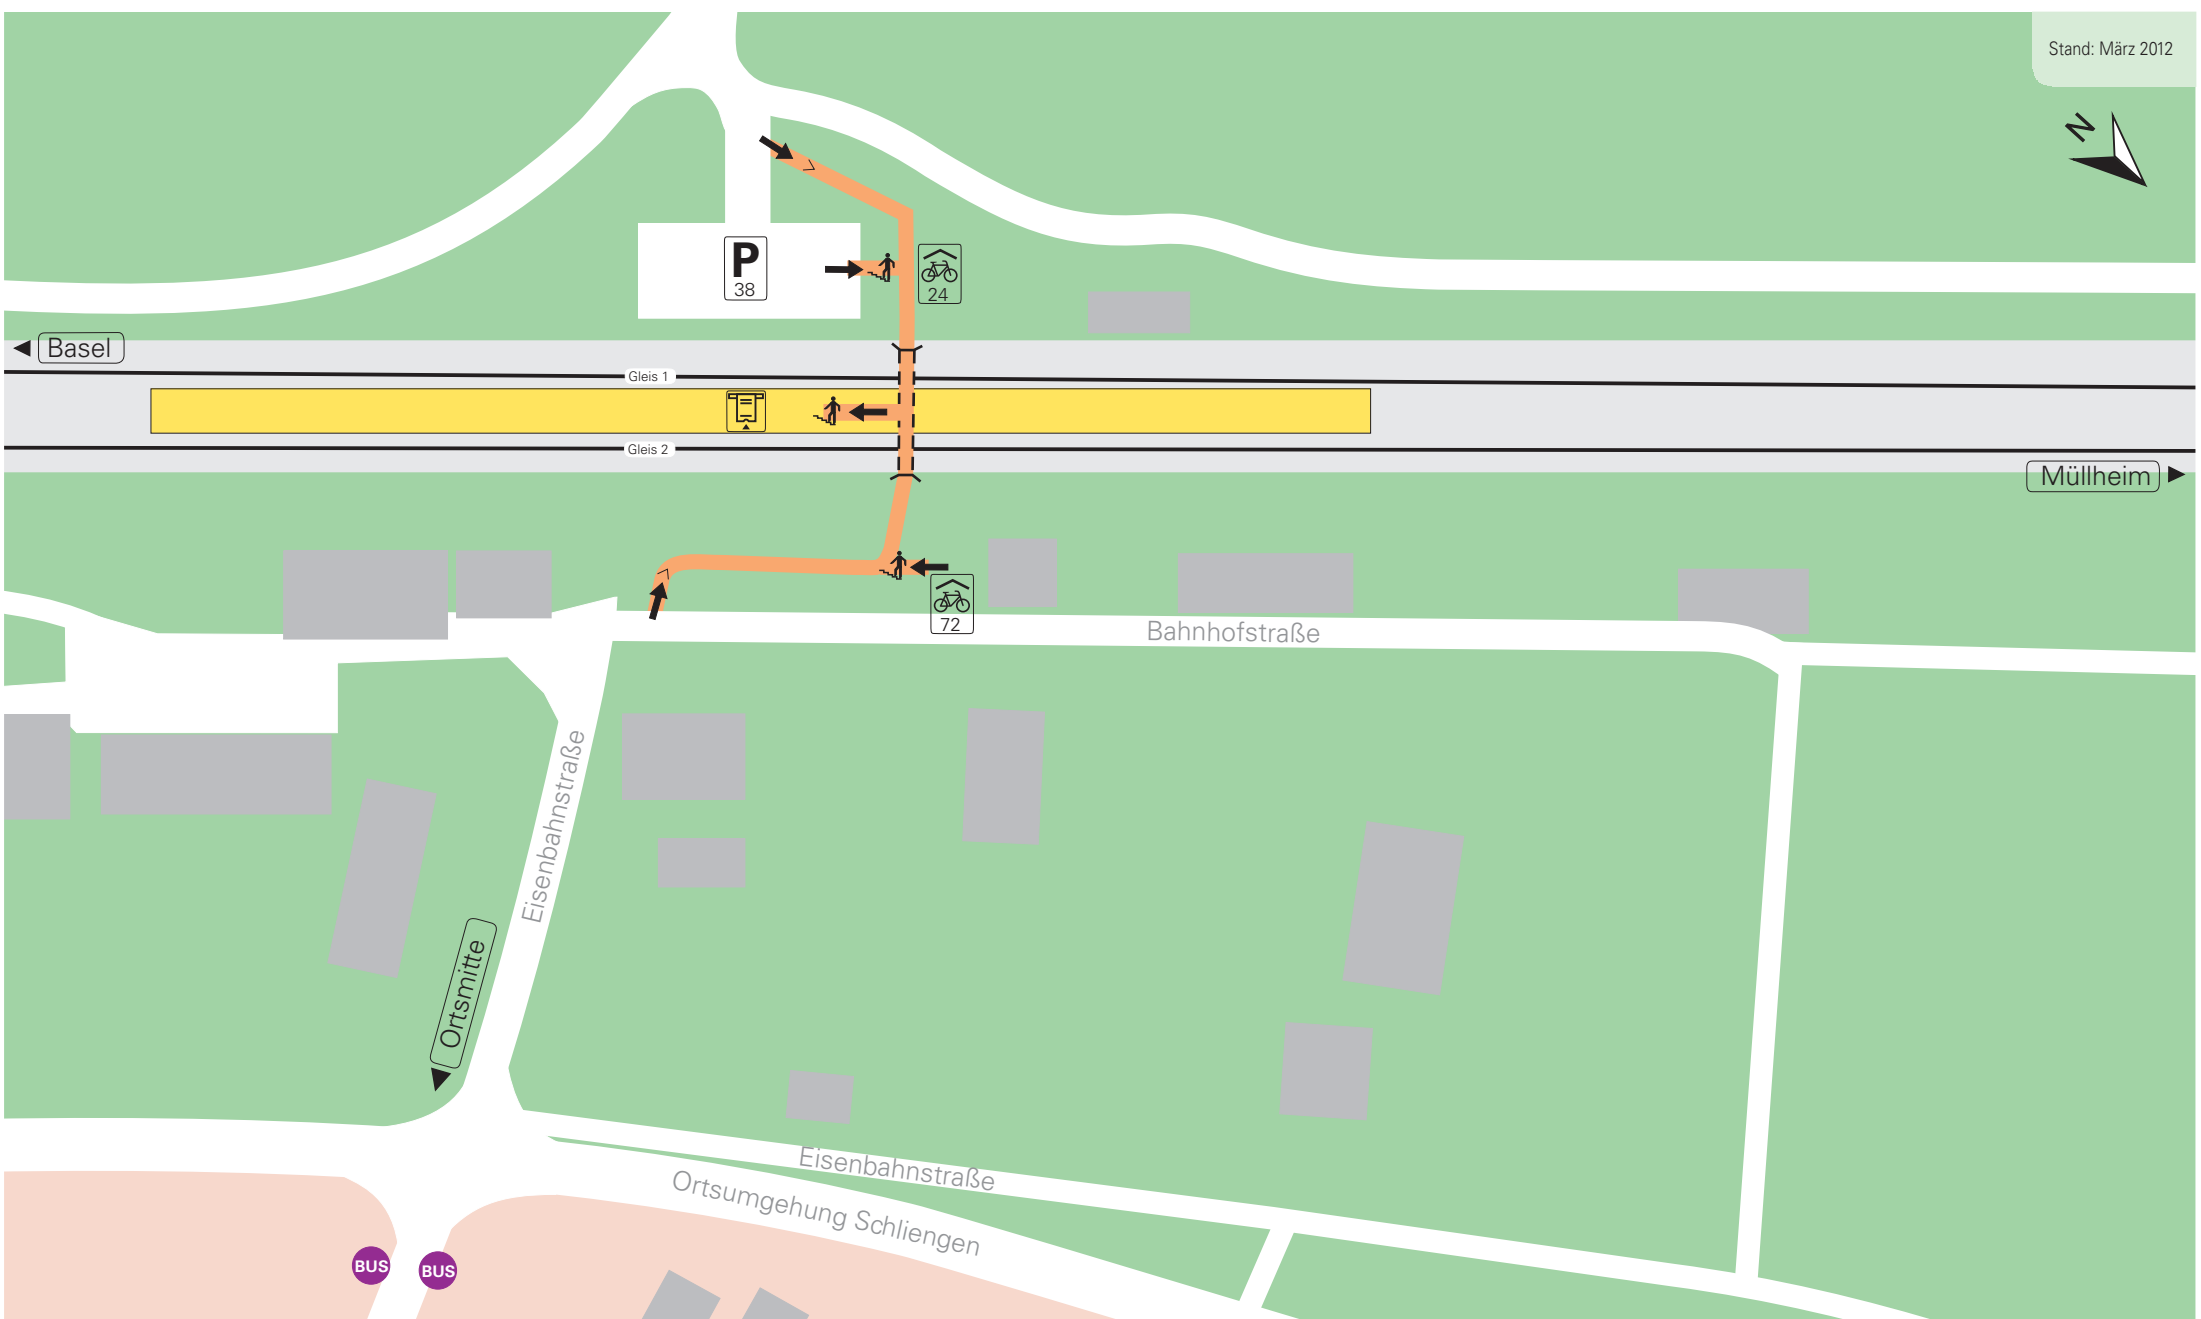 Stand: März 2012
N
P
38
24
Basel
Gleis 1
Gleis 2
Müllheim
72
Bahnhofstraße
Eisenbahnstraße
Ortsmitte
Eisenbahnstraße
Ortsumgehung Schliengen
BUS
BUS